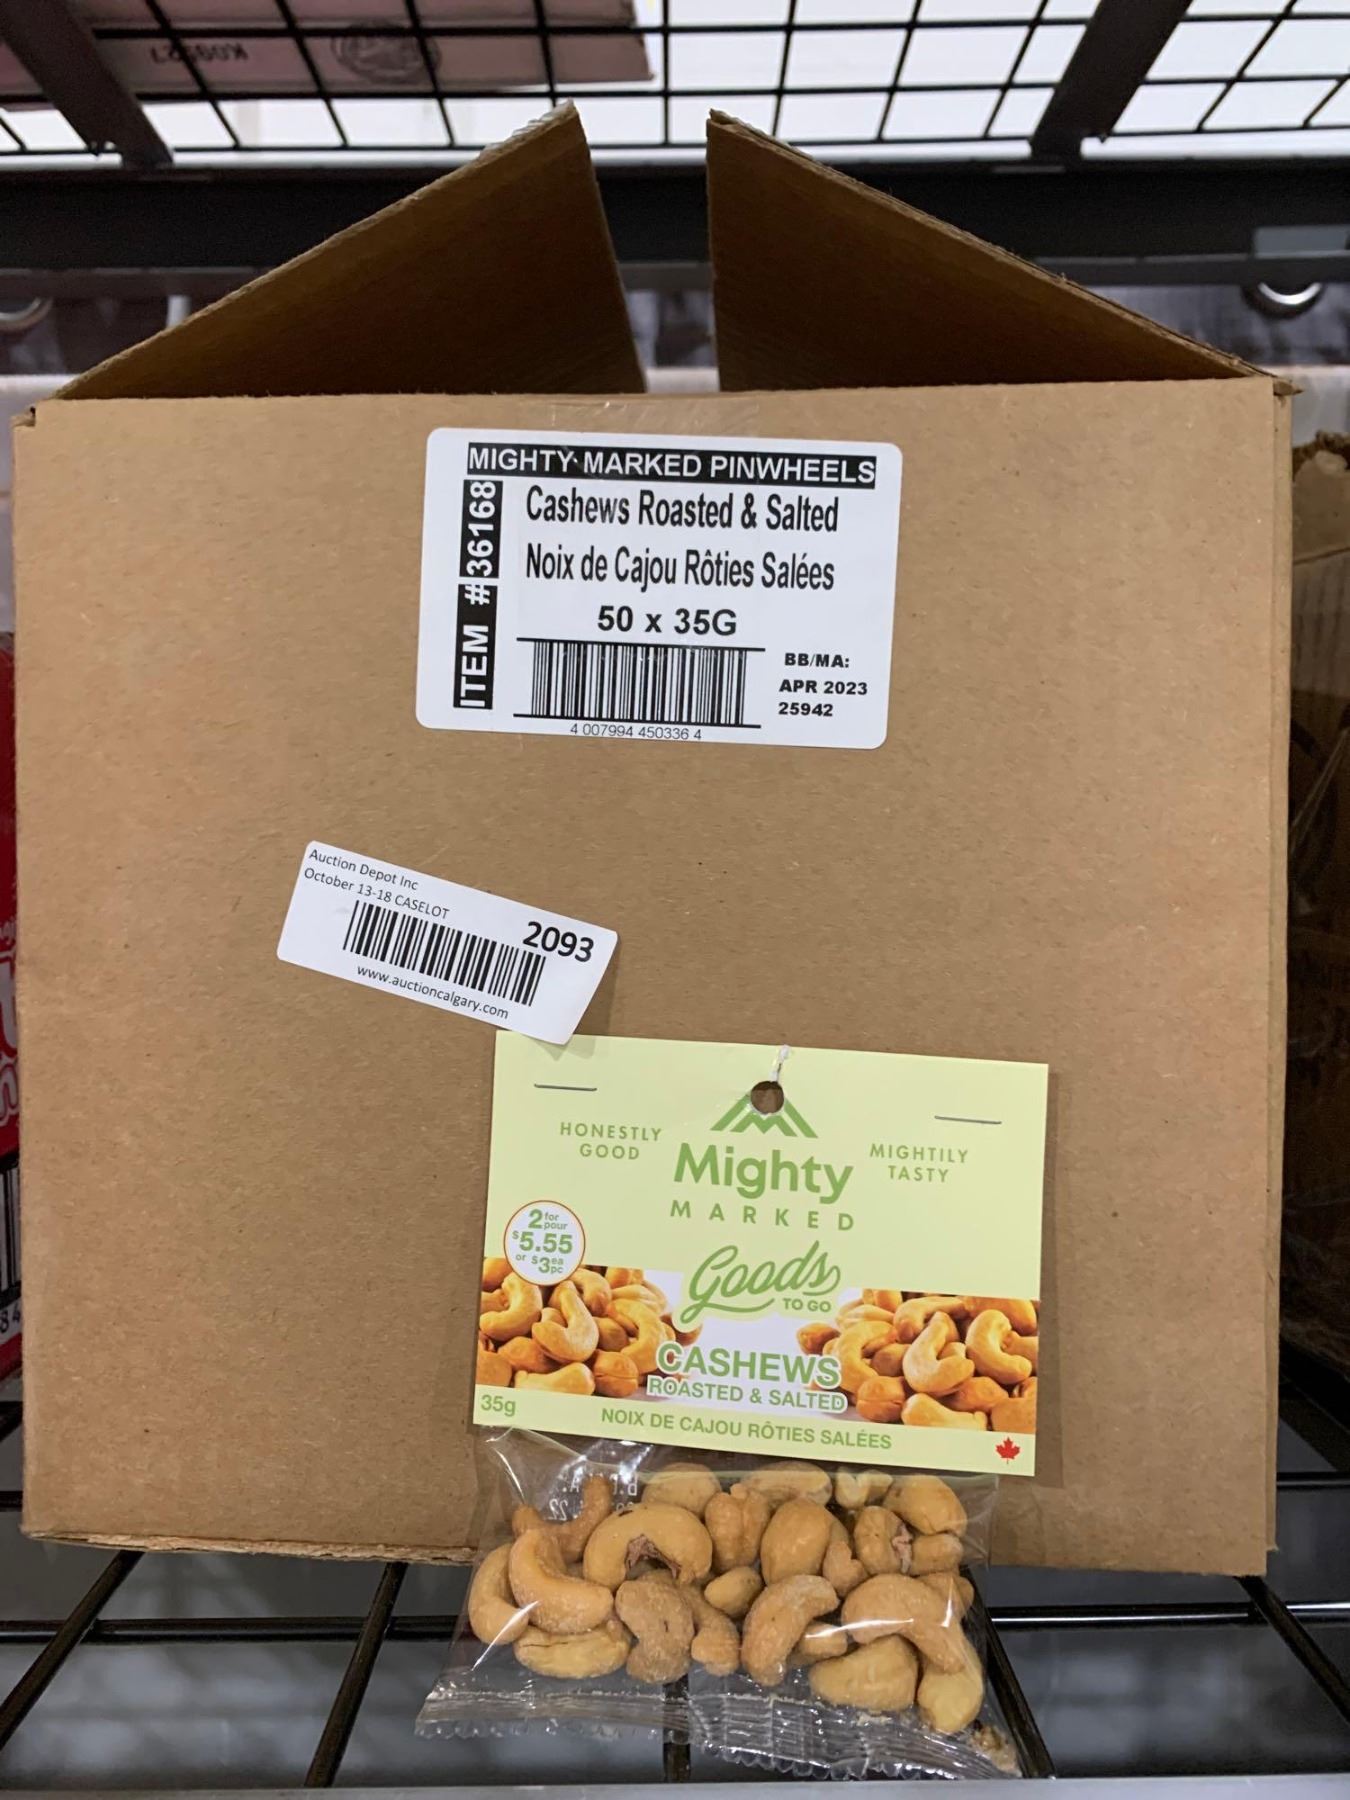 MIGHTY MARKED PINWHEELS
ITEM #36168
Cashews Roasted & Salted
Noix de Cajou Rôties Salées
50 x 35G
BB/MA:
APR 2023
25942
4 007994 450336 4
Auction Depot Inc
October 13-18 CASELOT
2093
www.auctioncalgary.com
HONESTLY
GOOD
Mighty
MARKED
MIGHTILY
TASTY
2 for
pour
$5.55
or $3 ea
pc
Goods
TO GO
CASHEWS
ROASTED & SALTED
35g
NOIX DE CAJOU RÔTIES SALÉES